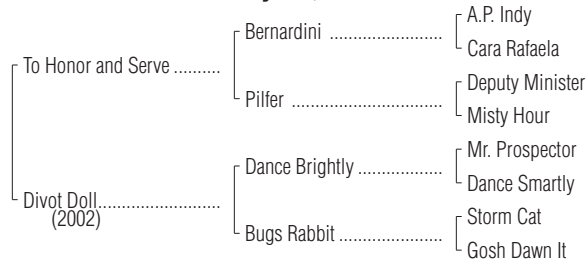 A.P. Indy
Bernardini
Cara Rafaela
To Honor and Serve
Deputy Minister
Pilfer
Misty Hour
Mr. Prospector
Dance Brightly
Dance Smartly
Divot Doll
(2002)
Storm Cat
Bugs Rabbit
Gosh Dawn It